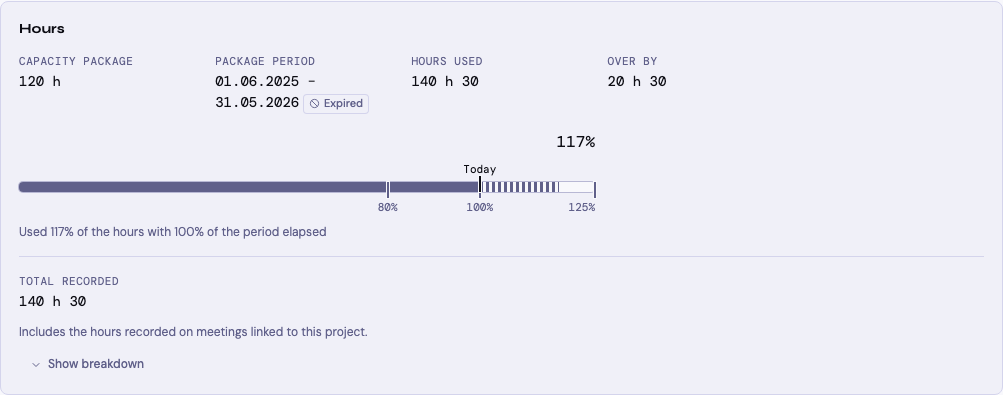 Hours
CAPACITY PACKAGE
120 h
PACKAGE PERIOD
01.06.2025 –
31.05.2026 Expired
HOURS USED
140 h 30
OVER BY
20 h 30
117%
Today
80% 100% 125%
Used 117% of the hours with 100% of the period elapsed
TOTAL RECORDED
140 h 30
Includes the hours recorded on meetings linked to this project.
Show breakdown